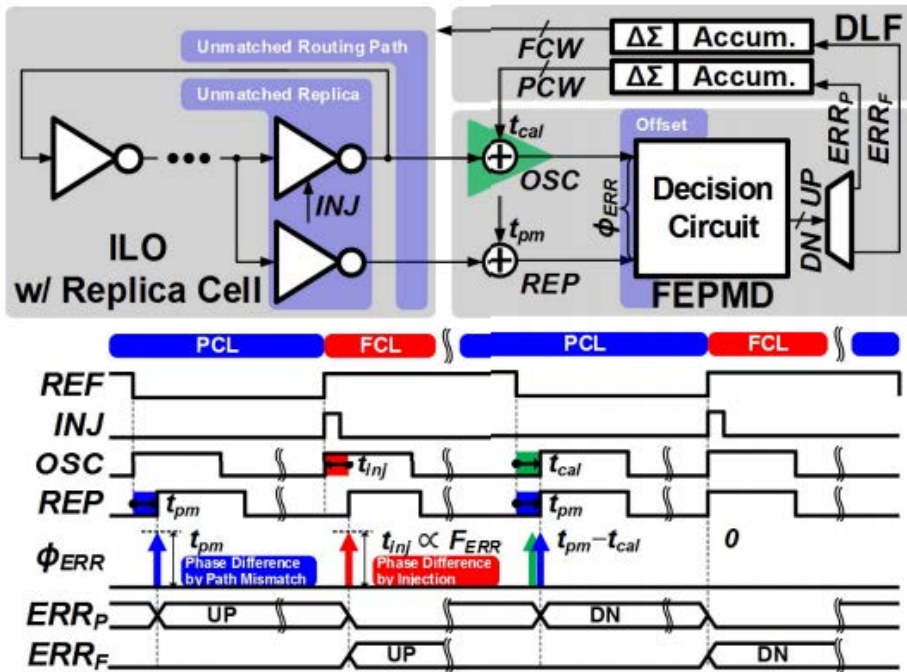 Unmatched Routing Path
Unmatched Replica
INJ
ILO
w/ Replica Cell
FCW
PCW
ΔΣ Accum.
ΔΣ Accum.
DLF
t_cal
OSC
t_pm
REP
Offset
ϕ_ERR
Decision
Circuit
FEPMD
DN UP
ERR_P
ERR_F
PCL FCL PCL FCL
REF
INJ
OSC t_inj t_cal
REP t_pm t_pm
ϕ_ERR t_pm t_inj ∝ F_ERR t_pm−t_cal 0
Phase Difference
by Path Mismatch
Phase Difference
by Injection
ERR_P UP DN
ERR_F UP DN